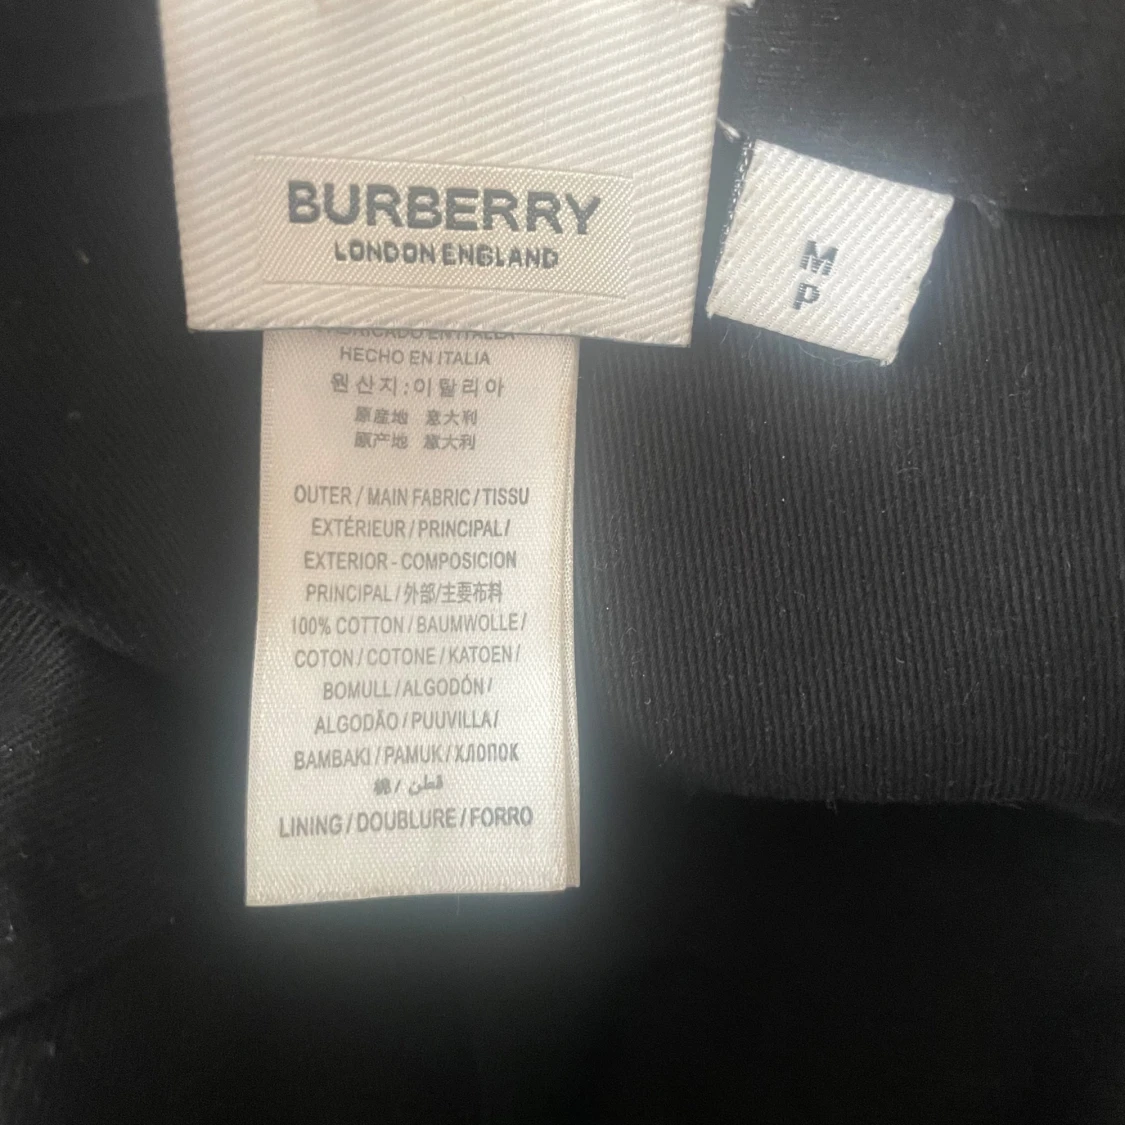 BURBERRY
LONDON ENGLAND
M
P
HECHO EN ITALIA
원산지:이탈리아
原産地 意大利
原产地 意大利
OUTER / MAIN FABRIC / TISSU
EXTÉRIEUR / PRINCIPAL /
EXTERIOR - COMPOSICION
PRINCIPAL / 外部/主要布料
100% COTTON / BAUMWOLLE /
COTON / COTONE / KATOEN /
BOMULL / ALGODÓN /
ALGODÃO / PUUVILLA /
BAMBAKI / PAMUK / ХЛОПОК
棉 / قطن
LINING / DOUBLURE / FORRO